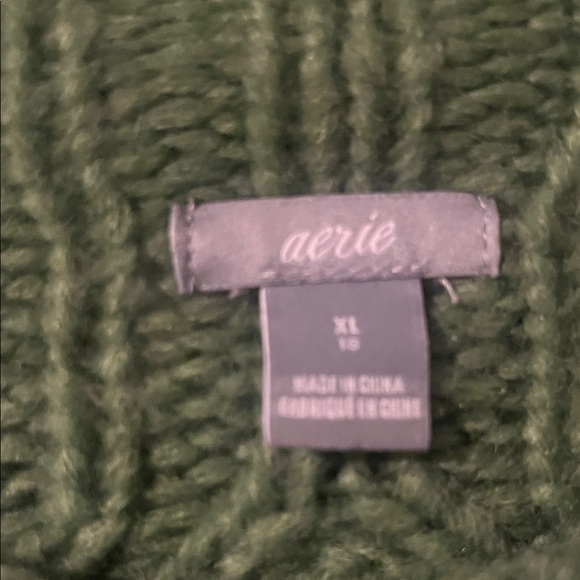 aerie
XL
MADE IN CHINA
FABRIQUÉ EN CHINE